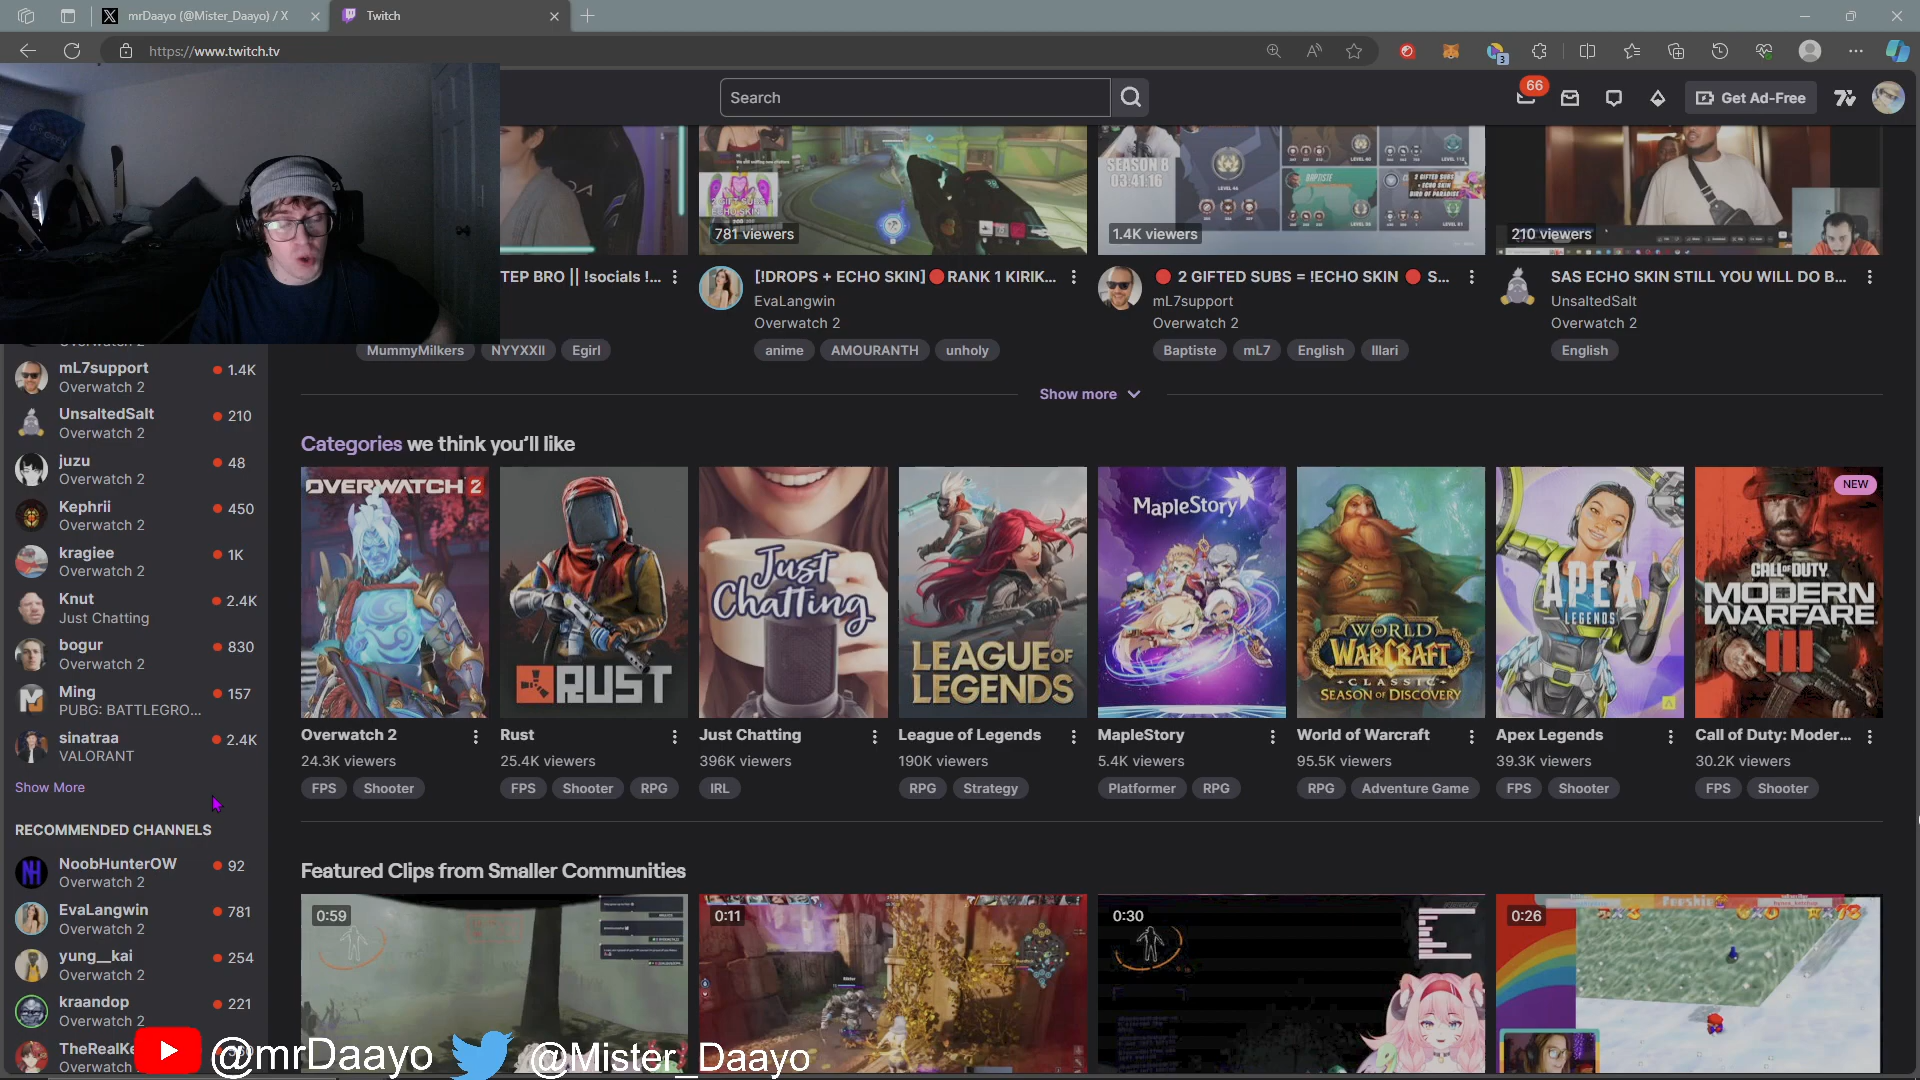 mrDaayo (@Mister_Daayo) / X
Twitch
https://www.twitch.tv
3
Search
66
Get Ad-Free
781 viewers
SEASON 8
03:41:16
1.4K viewers
BAPTISTE
210 viewers
TEP BRO || !socials !...
MummyMilkers
NYYXXII
Egirl
[!DROPS + ECHO SKIN]🔴RANK 1 KIRIK...
EvaLangwin
Overwatch 2
anime
AMOURANTH
unholy
🔴 2 GIFTED SUBS = !ECHO SKIN 🔴 S...
mL7support
Overwatch 2
Baptiste
mL7
English
Illari
SAS ECHO SKIN STILL YOU WILL DO B...
UnsaltedSalt
Overwatch 2
English
Show more
mL7support
1.4K
Overwatch 2
UnsaltedSalt
210
Overwatch 2
juzu
48
Overwatch 2
Kephrii
450
Overwatch 2
kragiee
1K
Overwatch 2
Knut
2.4K
Just Chatting
bogur
830
Overwatch 2
Ming
157
PUBG: BATTLEGRO...
sinatraa
2.4K
VALORANT
Show More
RECOMMENDED CHANNELS
NoobHunterOW
92
Overwatch 2
EvaLangwin
781
Overwatch 2
yung__kai
254
Overwatch 2
kraandop
221
Overwatch 2
TheRealKe
Overwatch
Categories we think you'll like
OVERWATCH 2
RUST
Just
Chatting
LEAGUE OF
LEGENDS
MapleStory
WORLD
OF
WARCRAFT
CLASSIC
SEASON OF DISCOVERY
APEX
LEGENDS
NEW
CALL OF DUTY
MODERN
WARFARE
III
Overwatch 2
24.3K viewers
FPS
Shooter
Rust
25.4K viewers
FPS
Shooter
RPG
Just Chatting
396K viewers
IRL
League of Legends
190K viewers
RPG
Strategy
MapleStory
5.4K viewers
Platformer
RPG
World of Warcraft
95.5K viewers
RPG
Adventure Game
Apex Legends
39.3K viewers
FPS
Shooter
Call of Duty: Moder...
30.2K viewers
FPS
Shooter
Featured Clips from Smaller Communities
0:59
0:11
0:30
0:26
@mrDaayo
@Mister_Daayo